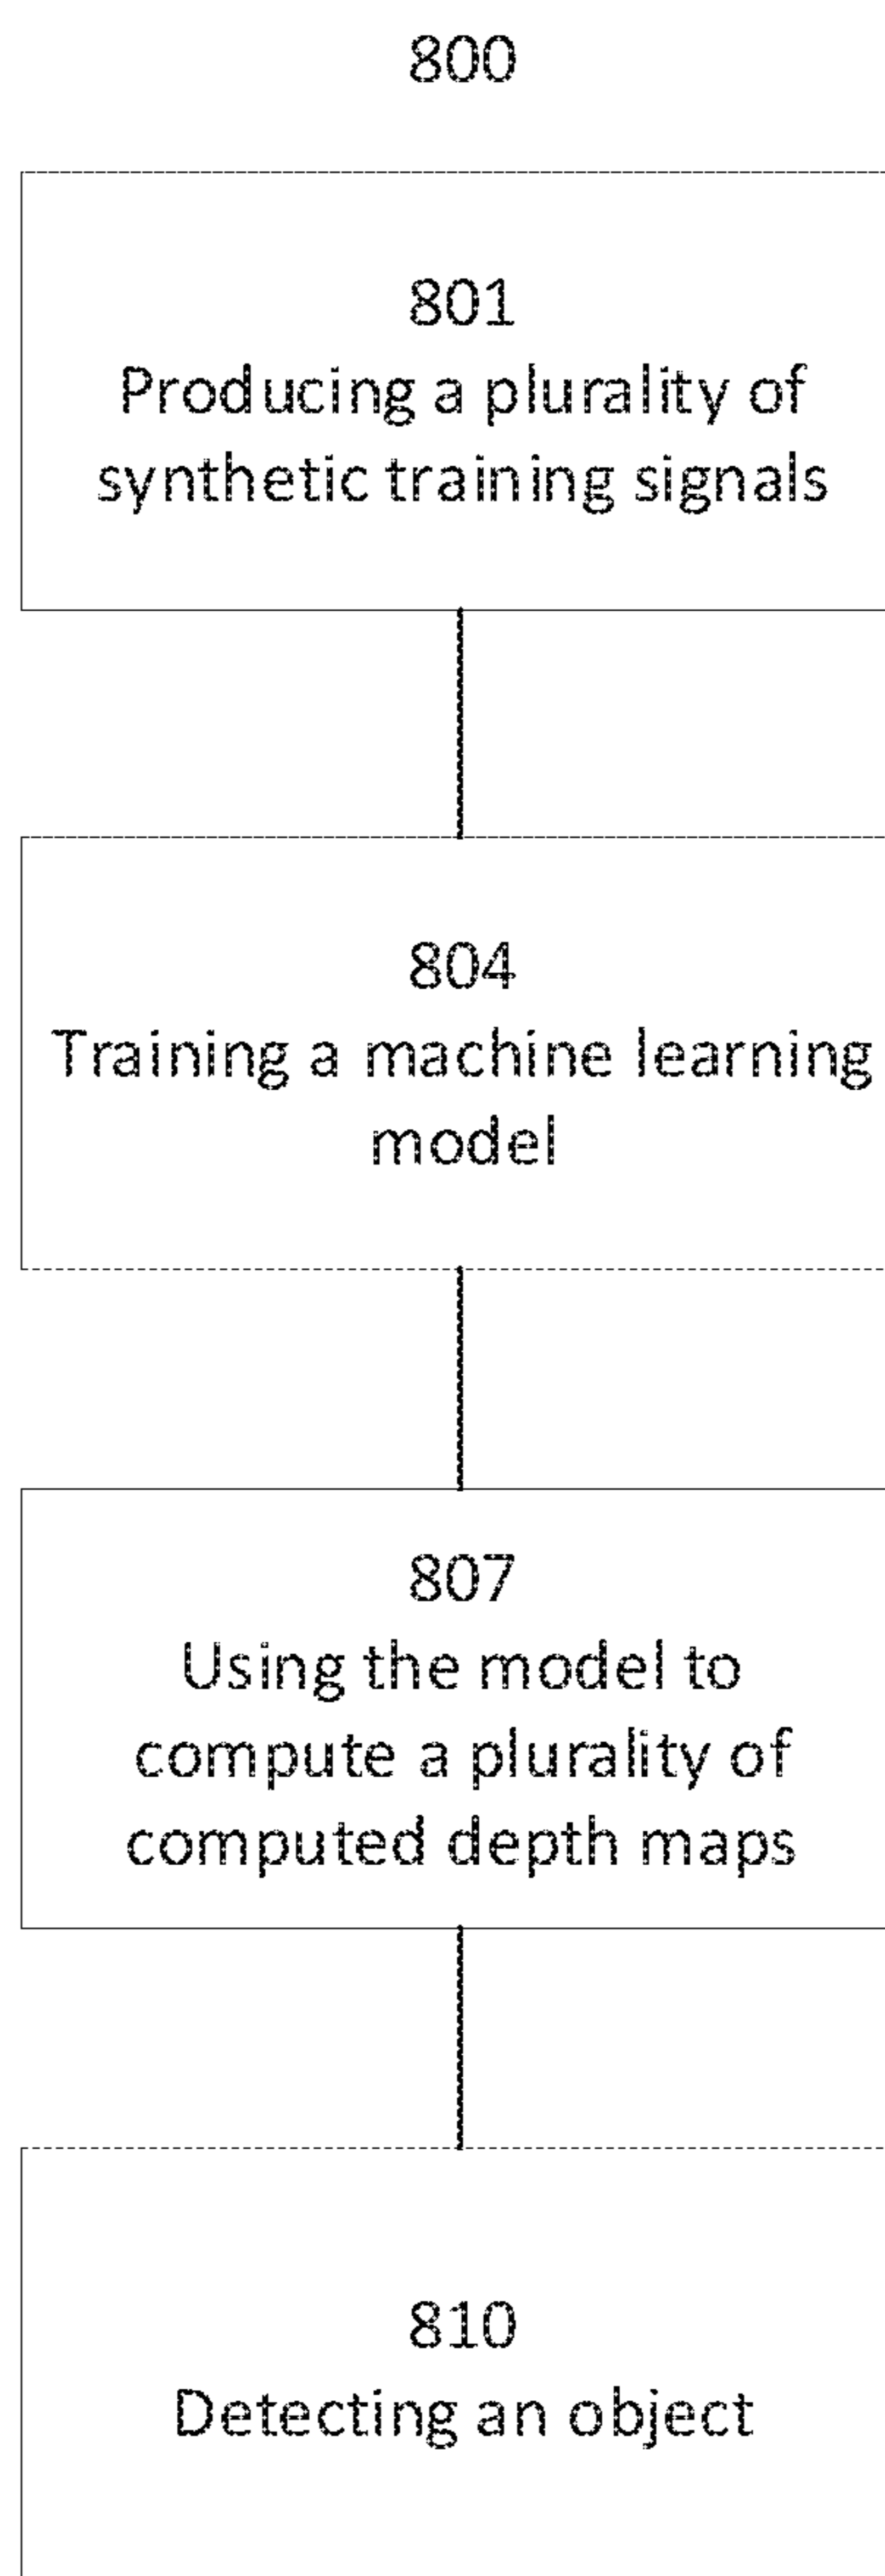 800
801
Producing a plurality of
synthetic training signals
804
Training a machine learning
model
807
Using the model to
compute a plurality of
computed depth maps
810
Detecting an object